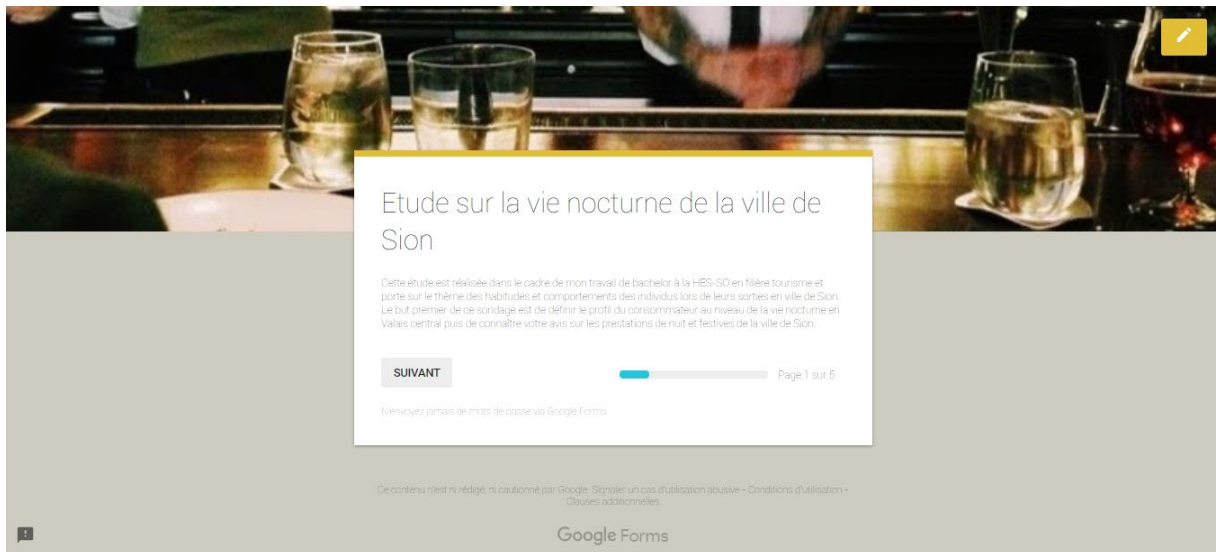 Etude sur la vie nocturne de la ville de
Sion
Cette étude est réalisée dans le cadre de mon travail de bachelor à la HES-SO en filière tourisme et
porte sur le thème des habitudes et comportements des individus lors de leurs sorties en ville de Sion.
Le but premier de ce sondage est de définir le profil du consommateur au niveau de la vie nocturne en
Valais central puis de connaître votre avis sur les prestations de nuit et festives de la ville de Sion.
SUIVANT
Page 1 sur 5
N'envoyez jamais de mots de passe via Google Forms.
Ce contenu n'est ni rédigé, ni cautionné par Google. Signaler un cas d'utilisation abusive - Conditions d'utilisation -
Clauses additionnelles
Google Forms